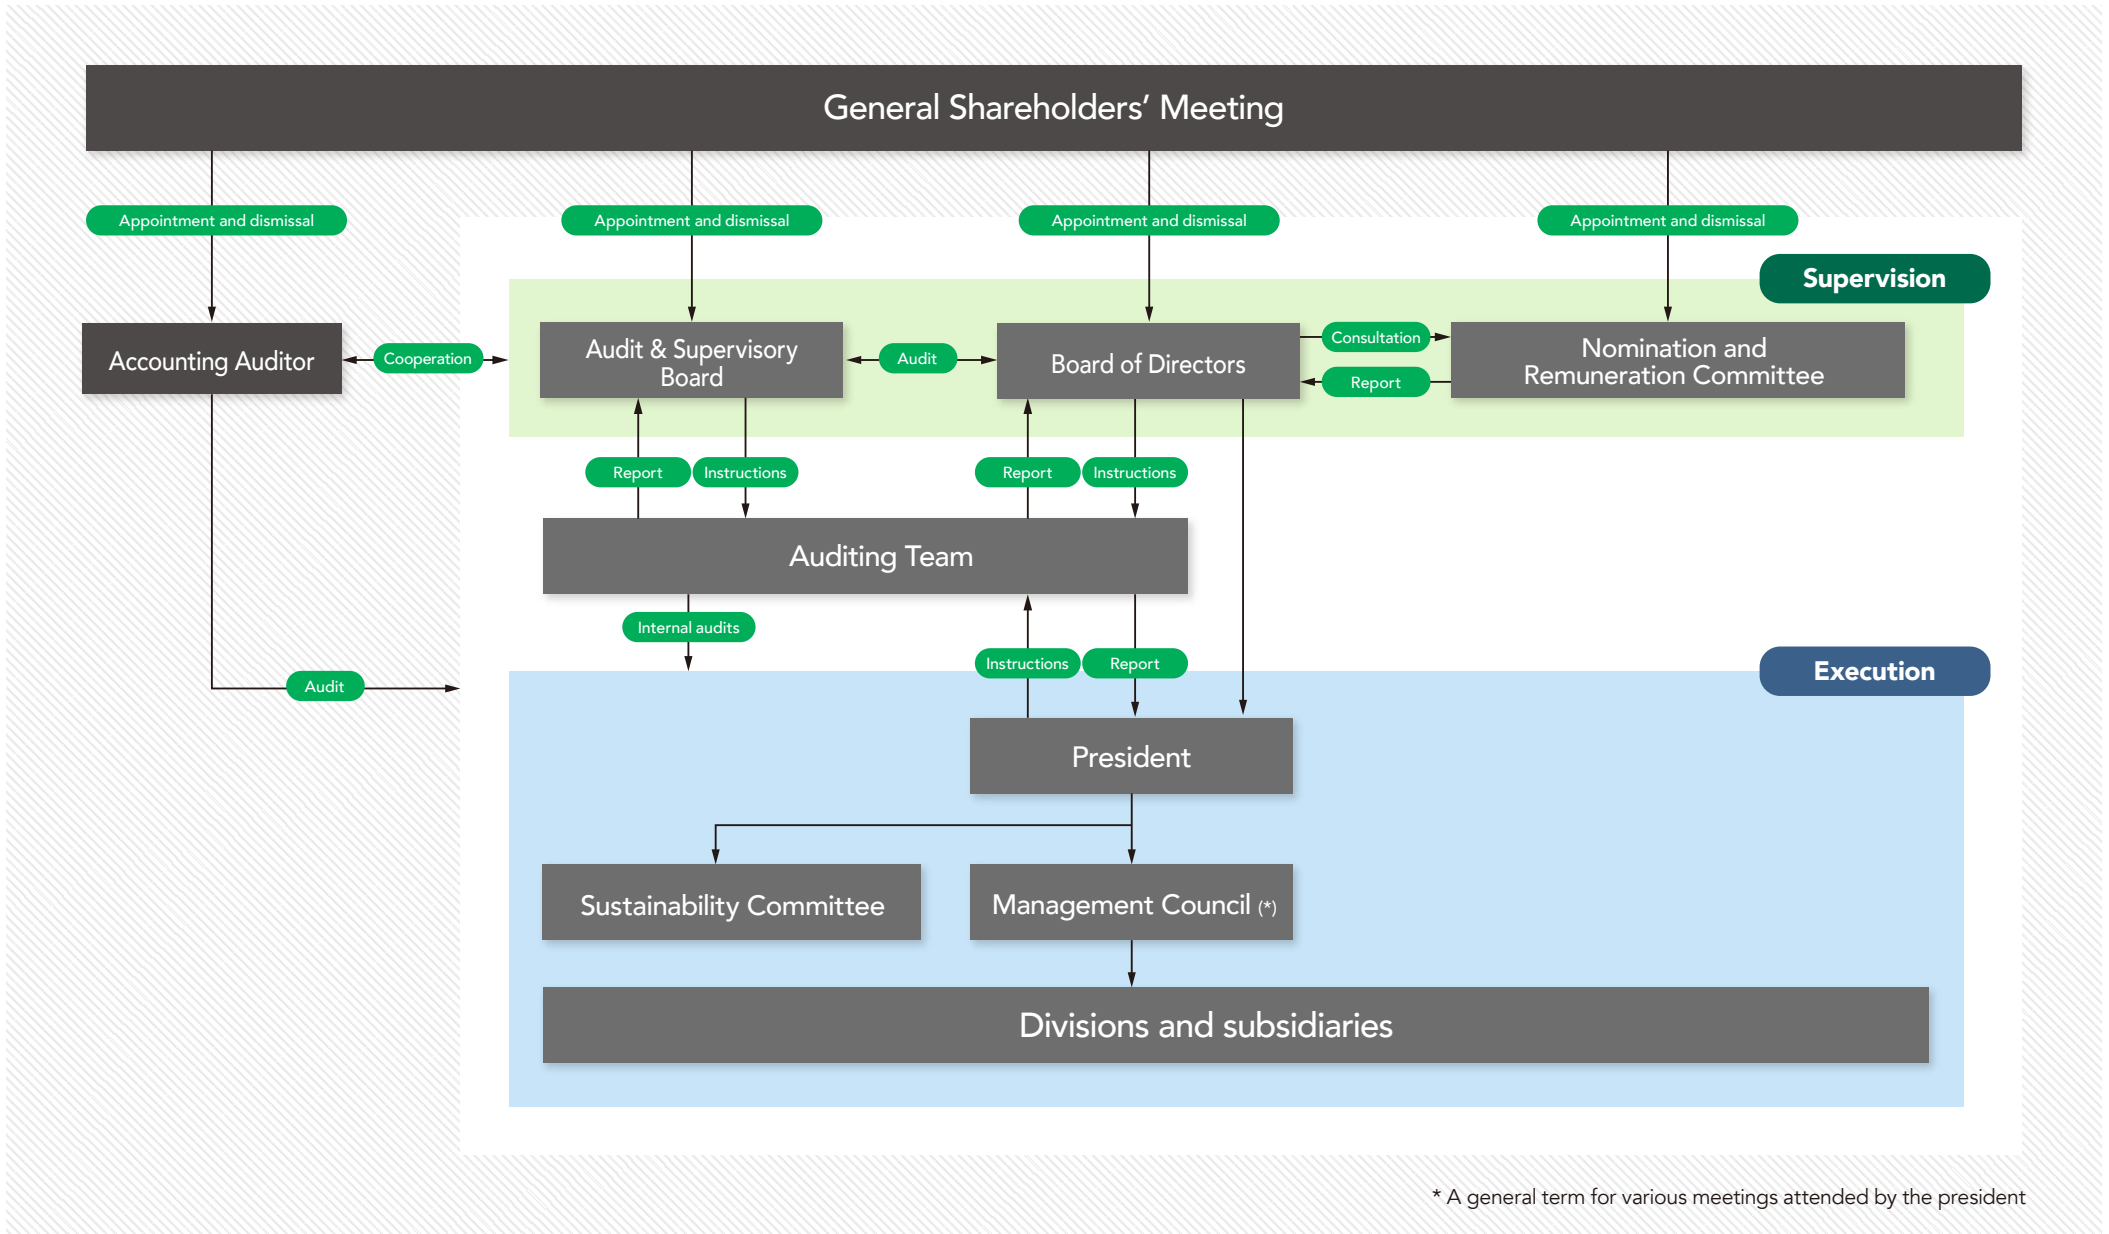 General Shareholders’ Meeting
Appointment and dismissal
Appointment and dismissal
Appointment and dismissal
Appointment and dismissal
Supervision
Accounting Auditor
Cooperation
Audit & Supervisory
Board
Audit
Board of Directors
Consultation
Report
Nomination and
Remuneration Committee
Report
Instructions
Report
Instructions
Auditing Team
Internal audits
Instructions
Report
Audit
Execution
President
Sustainability Committee
Management Council (*)
Divisions and subsidiaries
* A general term for various meetings attended by the president